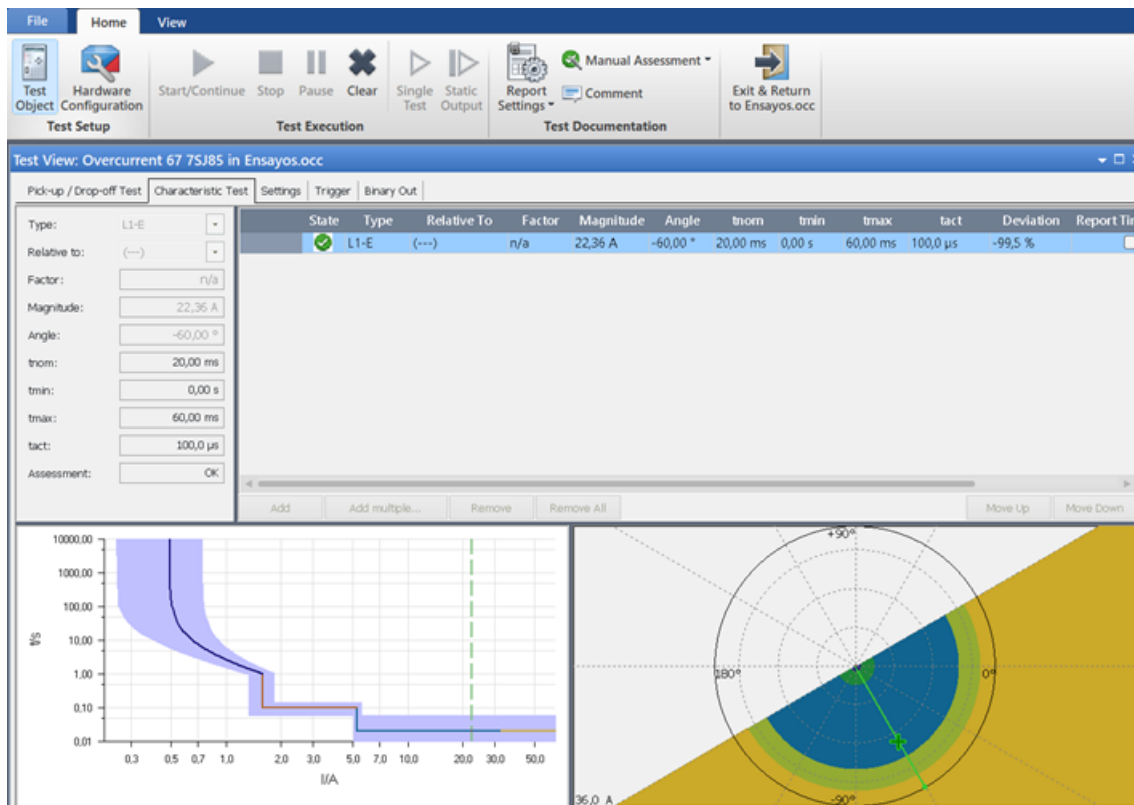 File Home View
Test Object
Hardware Configuration
Start/Continue
Stop
Pause
Clear
Single Test
Static Output
Report Settings
Manual Assessment
Comment
Exit & Return to Ensayos.occ
Test Setup
Test Execution
Test Documentation
Test View: Overcurrent 67 7SJ85 in Ensayos.occ
Pick-up / Drop-off Test Characteristic Test Settings Trigger Binary Out
Type: L1-E
Relative to: (---)
Factor: n/a
Magnitude: 22,36 A
Angle: -60,00 °
tnom: 20,00 ms
tmin: 0,00 s
tmax: 60,00 ms
tact: 100,0 µs
Assessment: OK
State Type Relative To Factor Magnitude Angle tnom tmin tmax tact Deviation Report Tim
L1-E (---) n/a 22,36 A -60,00 ° 20,00 ms 0,00 s 60,00 ms 100,0 µs -99,5 %
Add Add multiple... Remove Remove All Move Up Move Down
10000,00
1000,00
100,00
10,00
1,00
0,10
0,01
t/s
0,3 0,5 0,7 1,0 2,0 3,0 5,0 7,0 10,0 20,0 30,0 50,0
I/A
+90°
180°
0°
-90°
36,0 A